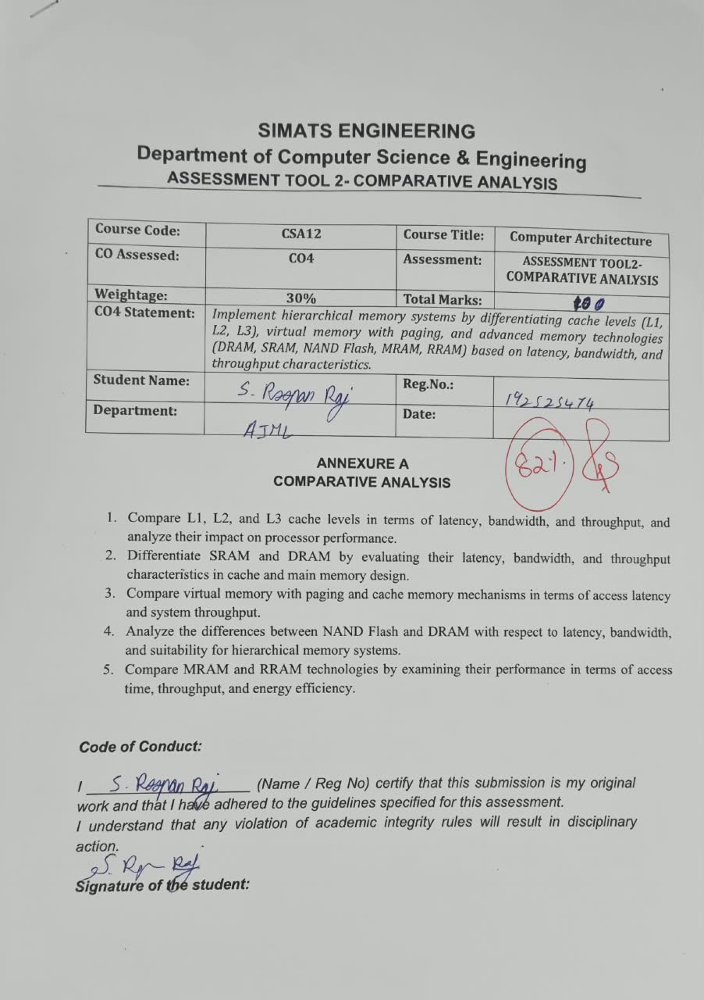 SIMATS ENGINEERING
Department of Computer Science & Engineering
ASSESSMENT TOOL 2- COMPARATIVE ANALYSIS
Course Code: CSA12 Course Title: Computer Architecture
CO Assessed: CO4 Assessment: ASSESSMENT TOOL2-
COMPARATIVE ANALYSIS
Weightage: 30% Total Marks: 100
CO4 Statement: Implement hierarchical memory systems by differentiating cache levels (L1,
L2, L3), virtual memory with paging, and advanced memory technologies
(DRAM, SRAM, NAND Flash, MRAM, RRAM) based on latency, bandwidth, and
throughput characteristics.
Student Name: S. Roopan Raj Reg.No.: 192525474
Department: AIML Date:
82%.
ANNEXURE A
COMPARATIVE ANALYSIS
1. Compare L1, L2, and L3 cache levels in terms of latency, bandwidth, and throughput, and
analyze their impact on processor performance.
2. Differentiate SRAM and DRAM by evaluating their latency, bandwidth, and throughput
characteristics in cache and main memory design.
3. Compare virtual memory with paging and cache memory mechanisms in terms of access latency
and system throughput.
4. Analyze the differences between NAND Flash and DRAM with respect to latency, bandwidth,
and suitability for hierarchical memory systems.
5. Compare MRAM and RRAM technologies by examining their performance in terms of access
time, throughput, and energy efficiency.
Code of Conduct:
I S. Roopan Raj (Name / Reg No) certify that this submission is my original
work and that I have adhered to the guidelines specified for this assessment.
I understand that any violation of academic integrity rules will result in disciplinary
action.
S. Raj
Signature of the student: